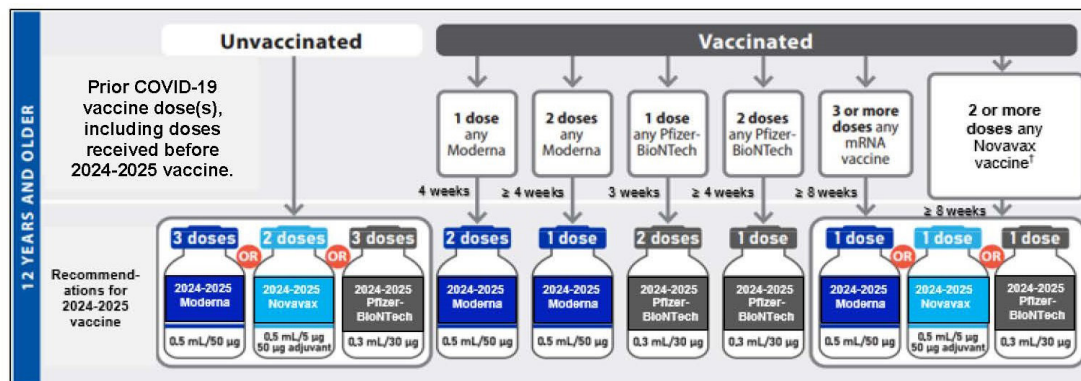 12 YEARS AND OLDER
Unvaccinated
Vaccinated
Prior COVID-19
vaccine dose(s),
including doses
received before
2024-2025 vaccine.
1 dose
any
Moderna
2 doses
any
Moderna
1 dose
any Pfizer-
BioNTech
2 doses
any Pfizer-
BioNTech
3 or more
doses any
mRNA
vaccine
2 or more
doses any
Novavax
vaccine†
4 weeks
≥ 4 weeks
3 weeks
≥ 4 weeks
≥ 8 weeks
≥ 8 weeks
Recommend-
ations for
2024-2025
vaccine
3 doses
2024-2025
Moderna
0.5 mL/50 µg
OR
2 doses
2024-2025
Novavax
0.5 mL/5 µg
50 µg adjuvant
OR
3 doses
2024-2025
Pfizer-
BioNTech
0.3 mL/30 µg
2 doses
2024-2025
Moderna
0.5 mL/50 µg
1 dose
2024-2025
Moderna
0.5 mL/50 µg
2 doses
2024-2025
Pfizer-
BioNTech
0.3 mL/30 µg
1 dose
2024-2025
Pfizer-
BioNTech
0.3 mL/30 µg
1 dose
2024-2025
Moderna
0.5 mL/50 µg
OR
1 dose
2024-2025
Novavax
0.5 mL/5 µg
50 µg adjuvant
OR
1 dose
2024-2025
Pfizer-
BioNTech
0.3 mL/30 µg